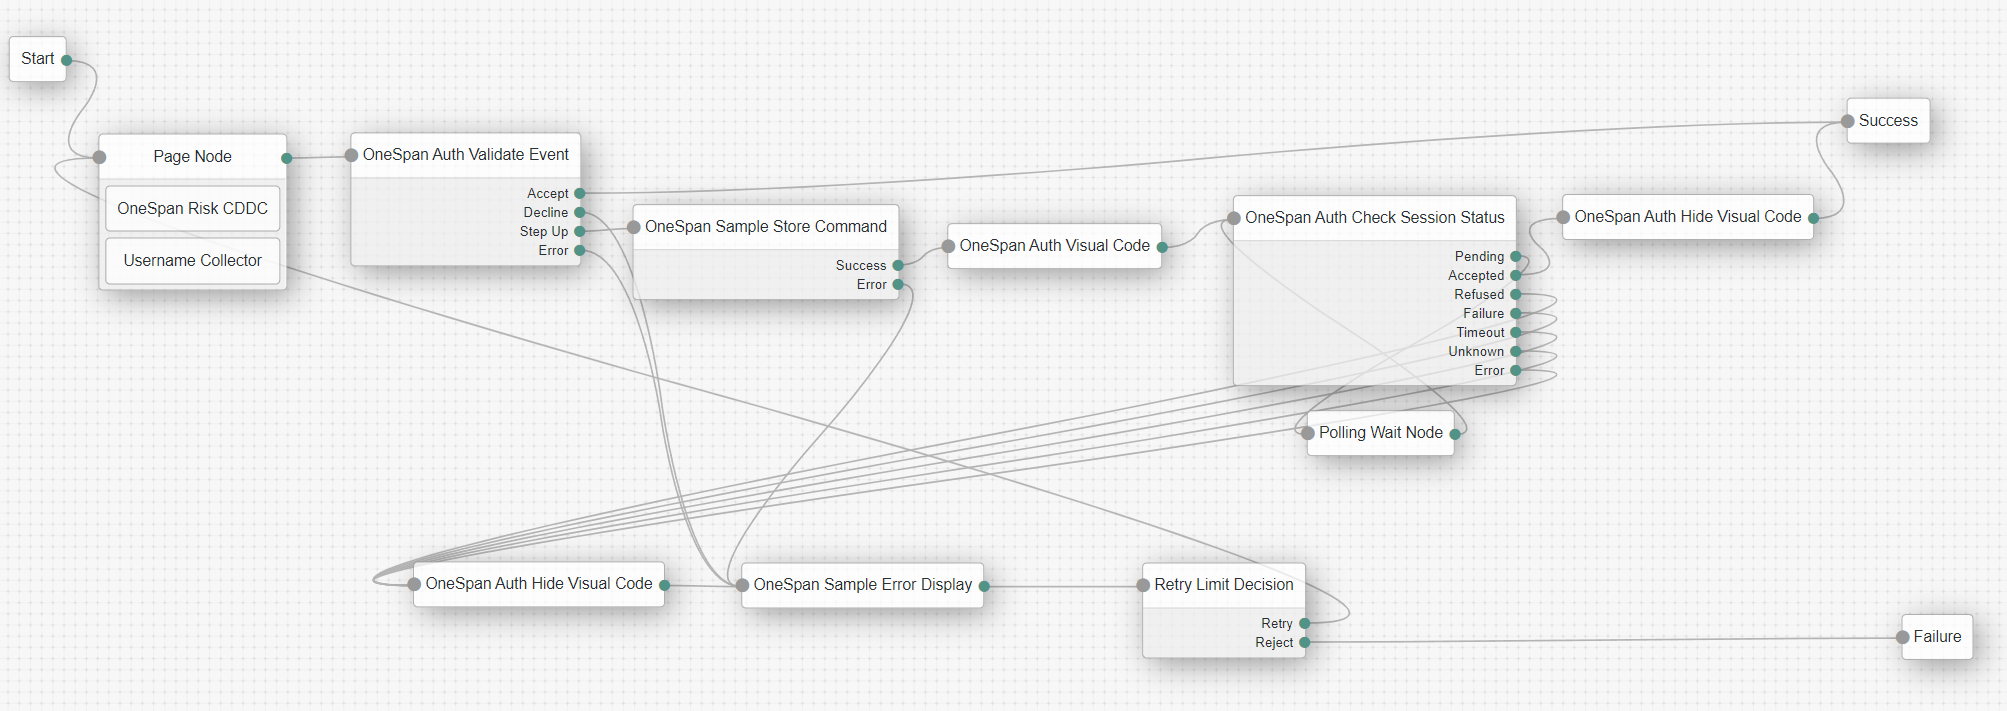 Start
Page Node
OneSpan Risk CDDC
Username Collector
OneSpan Auth Validate Event
Accept
Decline
Step Up
Error
OneSpan Sample Store Command
Success
Error
OneSpan Auth Visual Code
OneSpan Auth Check Session Status
Pending
Accepted
Refused
Failure
Timeout
Unknown
Error
OneSpan Auth Hide Visual Code
Success
Polling Wait Node
OneSpan Auth Hide Visual Code
OneSpan Sample Error Display
Retry Limit Decision
Retry
Reject
Failure